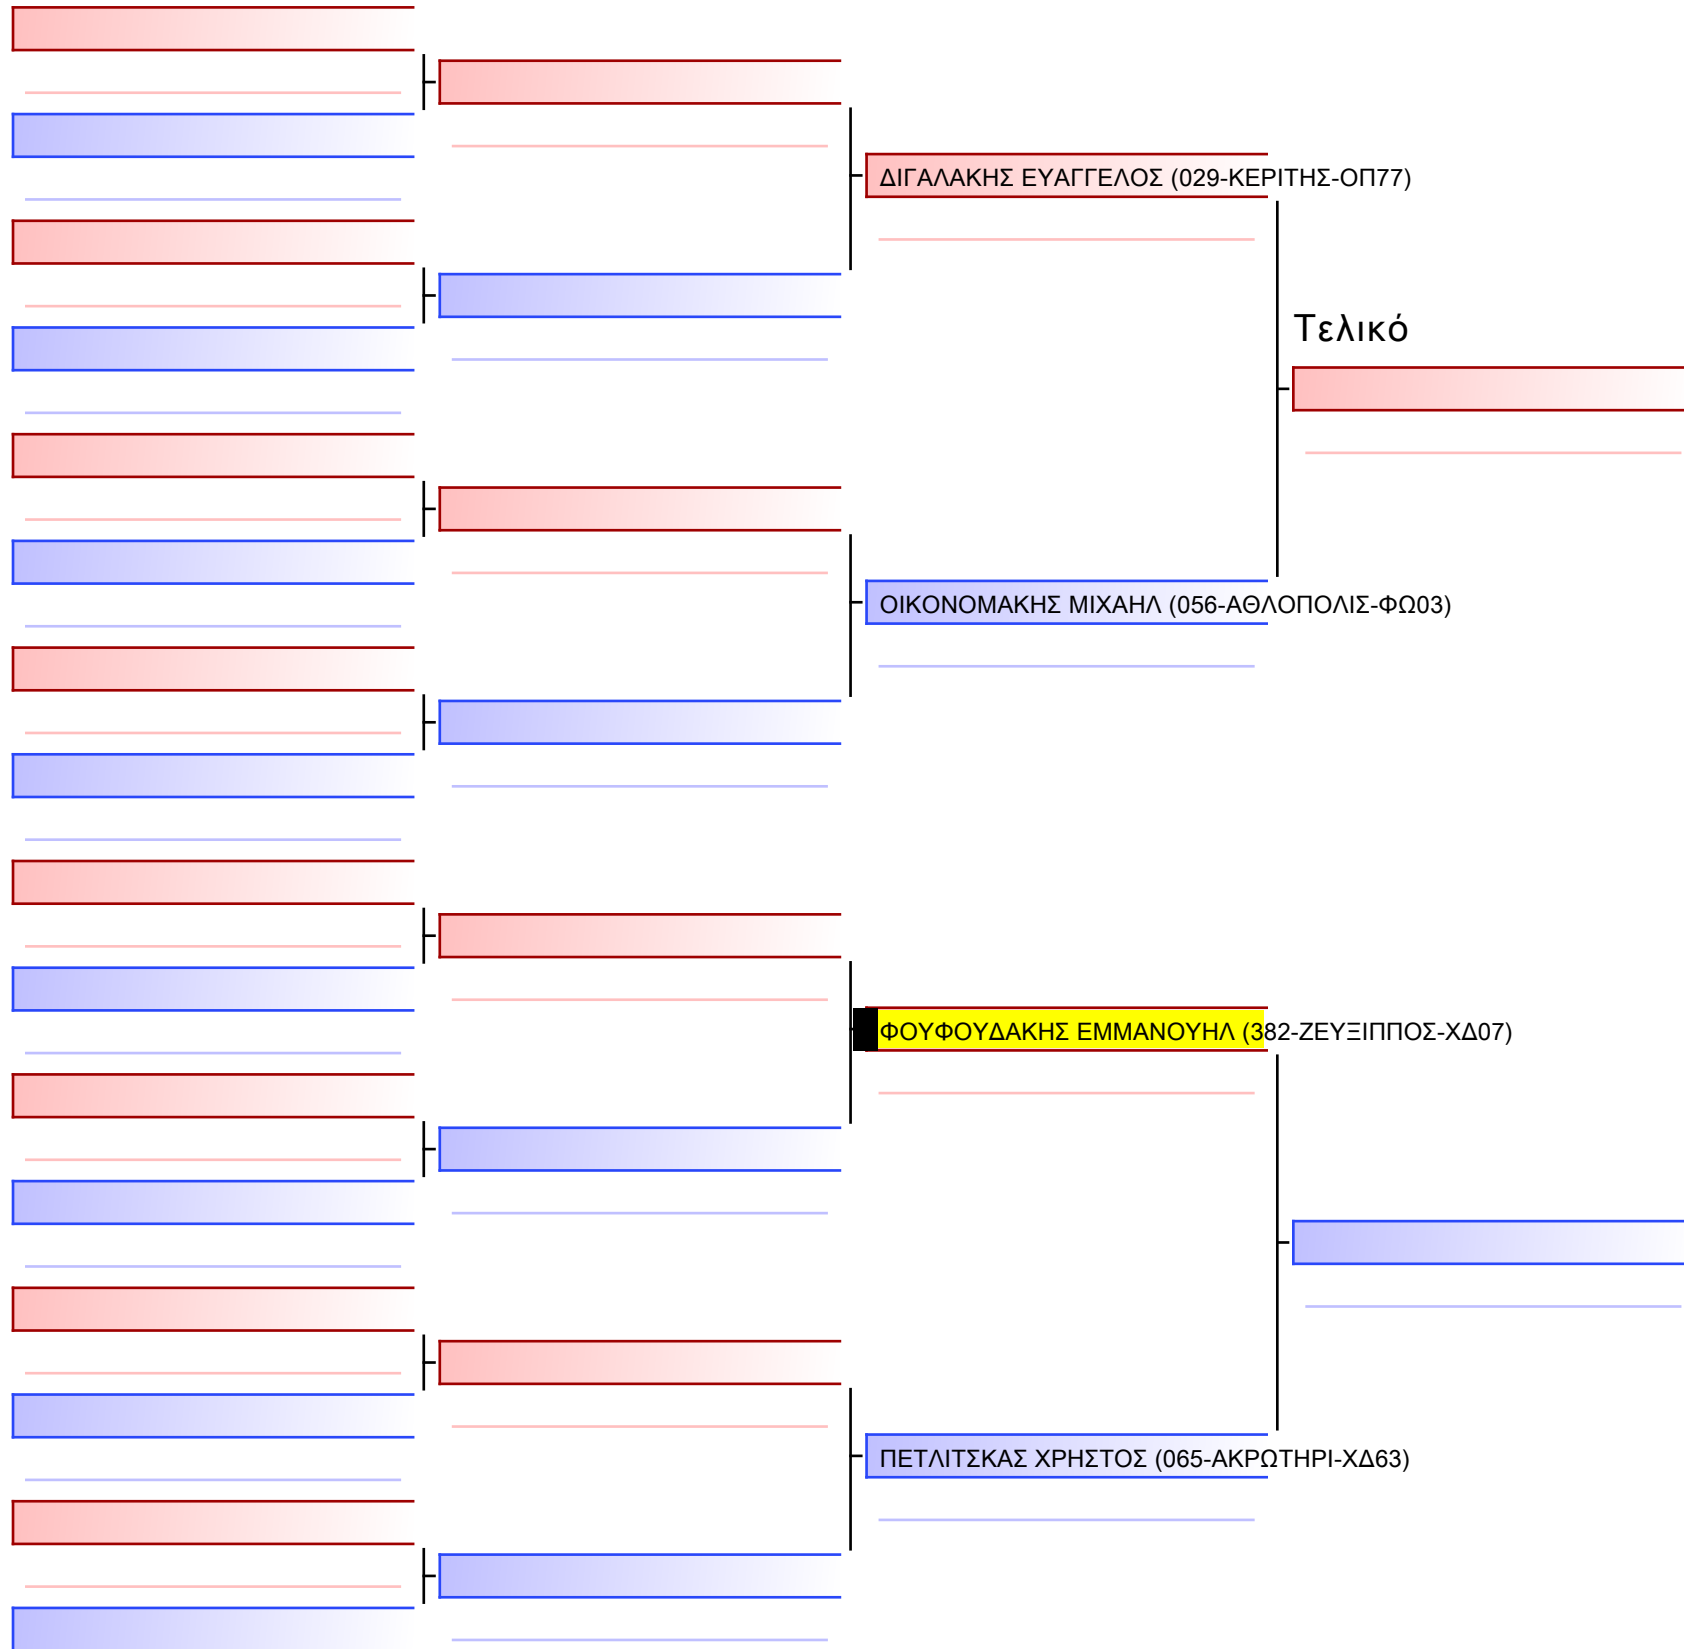 ΔΙΓΑΛΑΚΗΣ ΕΥΑΓΓΕΛΟΣ (029-ΚΕΡΙΤΗΣ-ΟΠ77)
Τελικό
ΟΙΚΟΝΟΜΑΚΗΣ ΜΙΧΑΗΛ (056-ΑΘΛΟΠΟΛΙΣ-ΦΩ03)
ΦΟΥΦΟΥΔΑΚΗΣ ΕΜΜΑΝΟΥΗΛ (382-ΖΕΥΞΙΠΠΟΣ-ΧΔ07)
ΠΕΤΛΙΤΣΚΑΣ ΧΡΗΣΤΟΣ (065-ΑΚΡΩΤΗΡΙ-ΧΔ63)